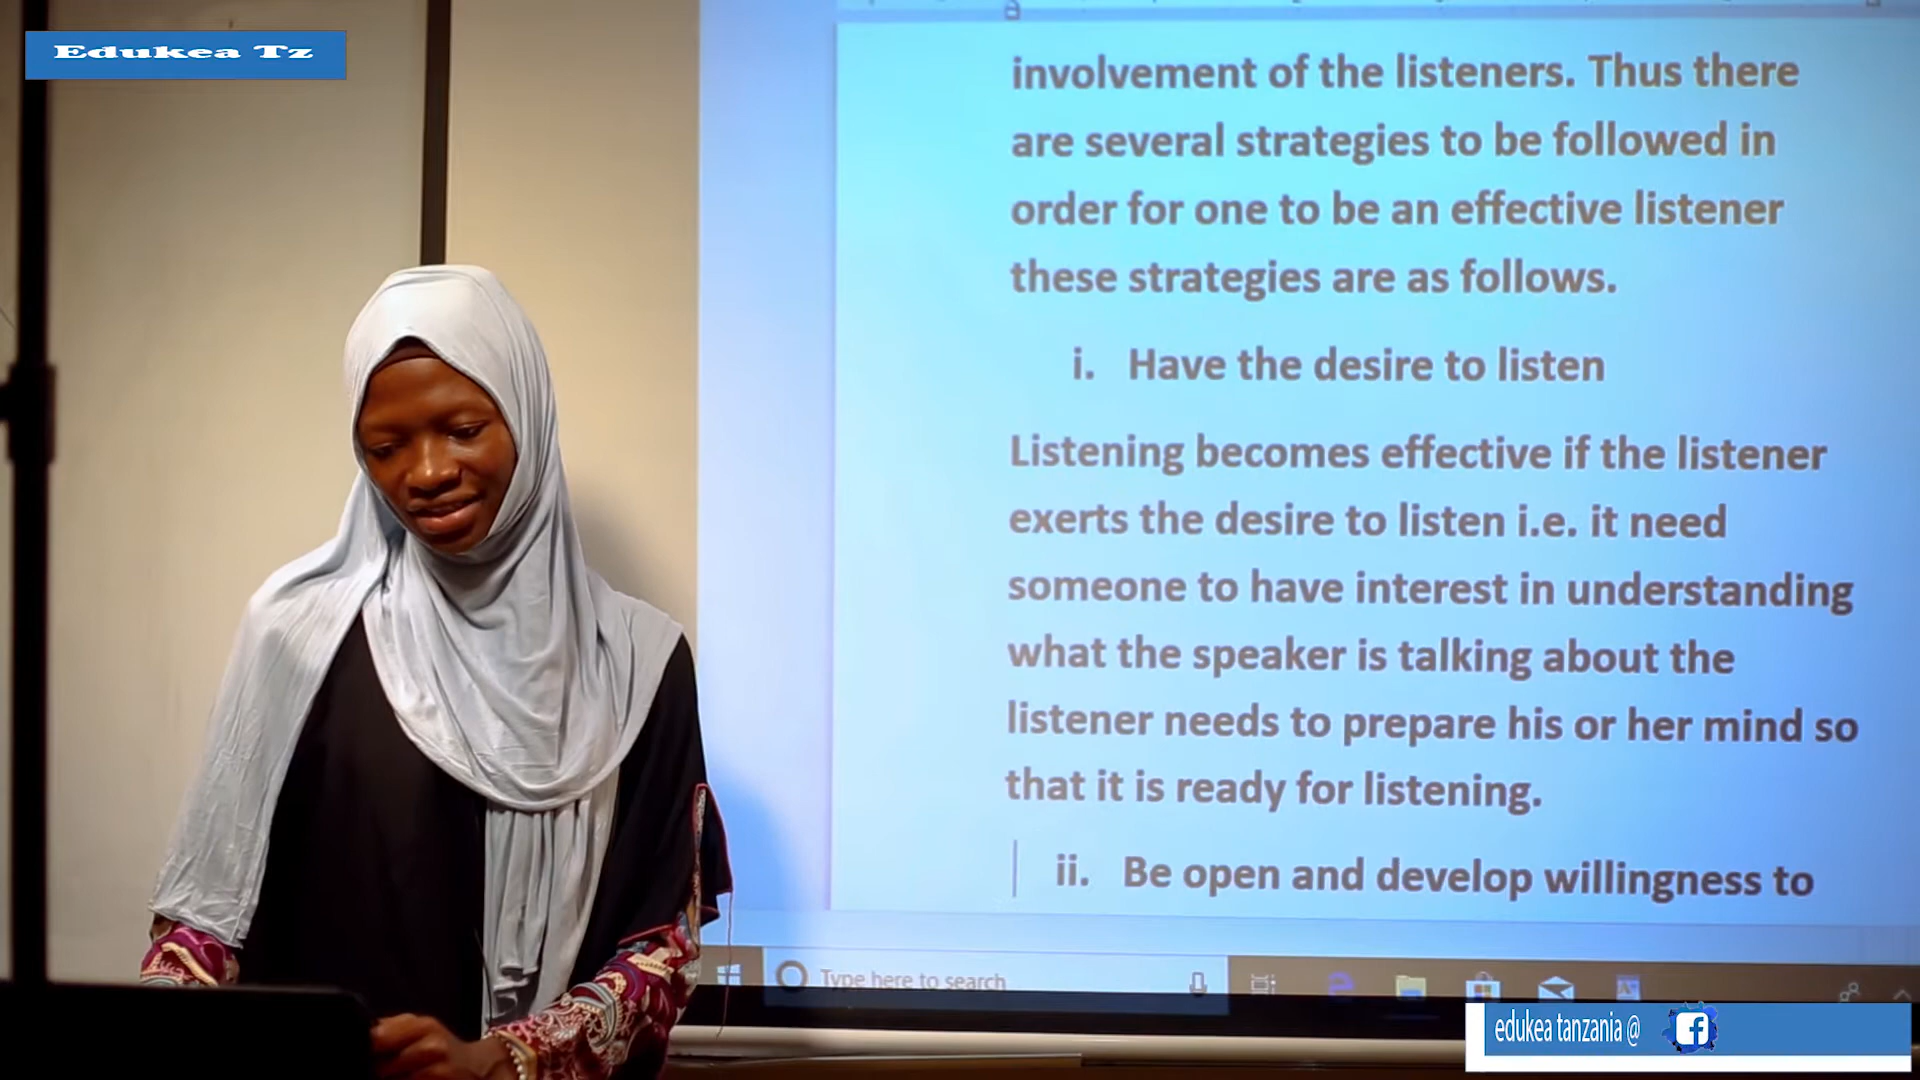 Edukea Tz
involvement of the listeners. Thus there
are several strategies to be followed in
order for one to be an effective listener
these strategies are as follows.
i. Have the desire to listen
Listening becomes effective if the listener
exerts the desire to listen i.e. it need
someone to have interest in understanding
what the speaker is talking about the
listener needs to prepare his or her mind so
that it is ready for listening.
ii. Be open and develop willingness to
Type here to search
edukea tanzania @